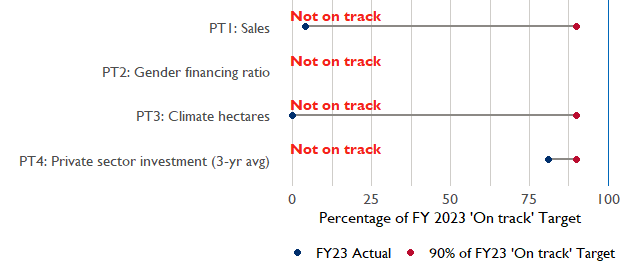 Not on track
PT1: Sales
Not on track
PT2: Gender financing ratio
Not on track
PT3: Climate hectares
Not on track
PT4: Private sector investment (3-yr avg)
0 25 50 75 100
Percentage of FY 2023 'On track' Target
FY23 Actual 90% of FY23 'On track' Target